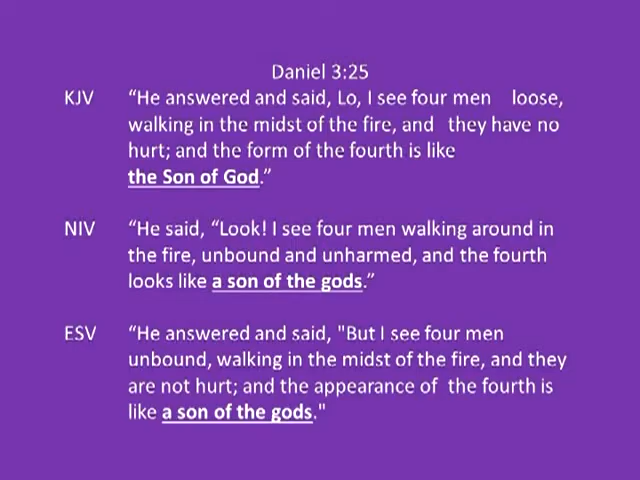 Daniel 3:25
KJV “He answered and said, Lo, I see four men loose,
walking in the midst of the fire, and they have no
hurt; and the form of the fourth is like
the Son of God.”
NIV “He said, “Look! I see four men walking around in
the fire, unbound and unharmed, and the fourth
looks like a son of the gods.”
ESV “He answered and said, "But I see four men
unbound, walking in the midst of the fire, and they
are not hurt; and the appearance of the fourth is
like a son of the gods."